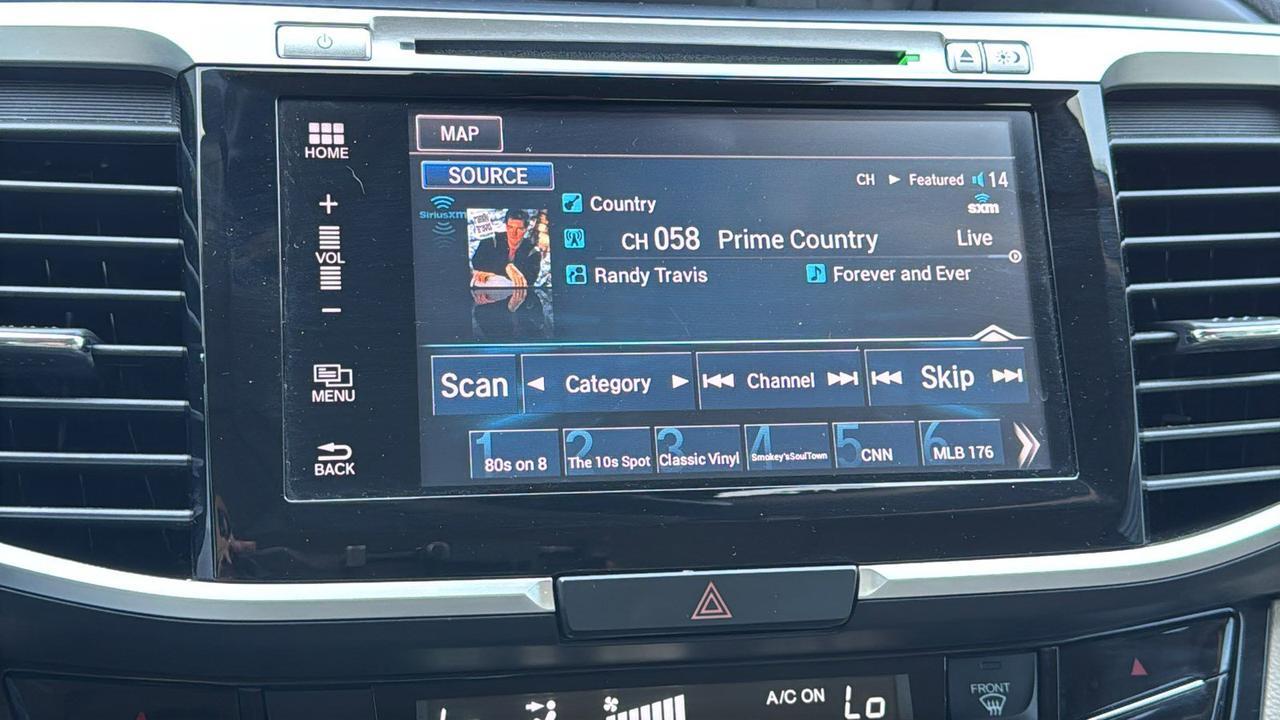 MAP
HOME
SOURCE
CH ► Featured 14
SiriusXM
Country
sxm
VOL
CH 058 Prime Country Live
Randy Travis Forever and Ever
MENU
Scan Category Channel Skip
BACK
1 80s on 8
2 The 10s Spot
3 Classic Vinyl
4 Smokey'sSoulTown
5 CNN
6 MLB 176
A/C ON Lo
FRONT